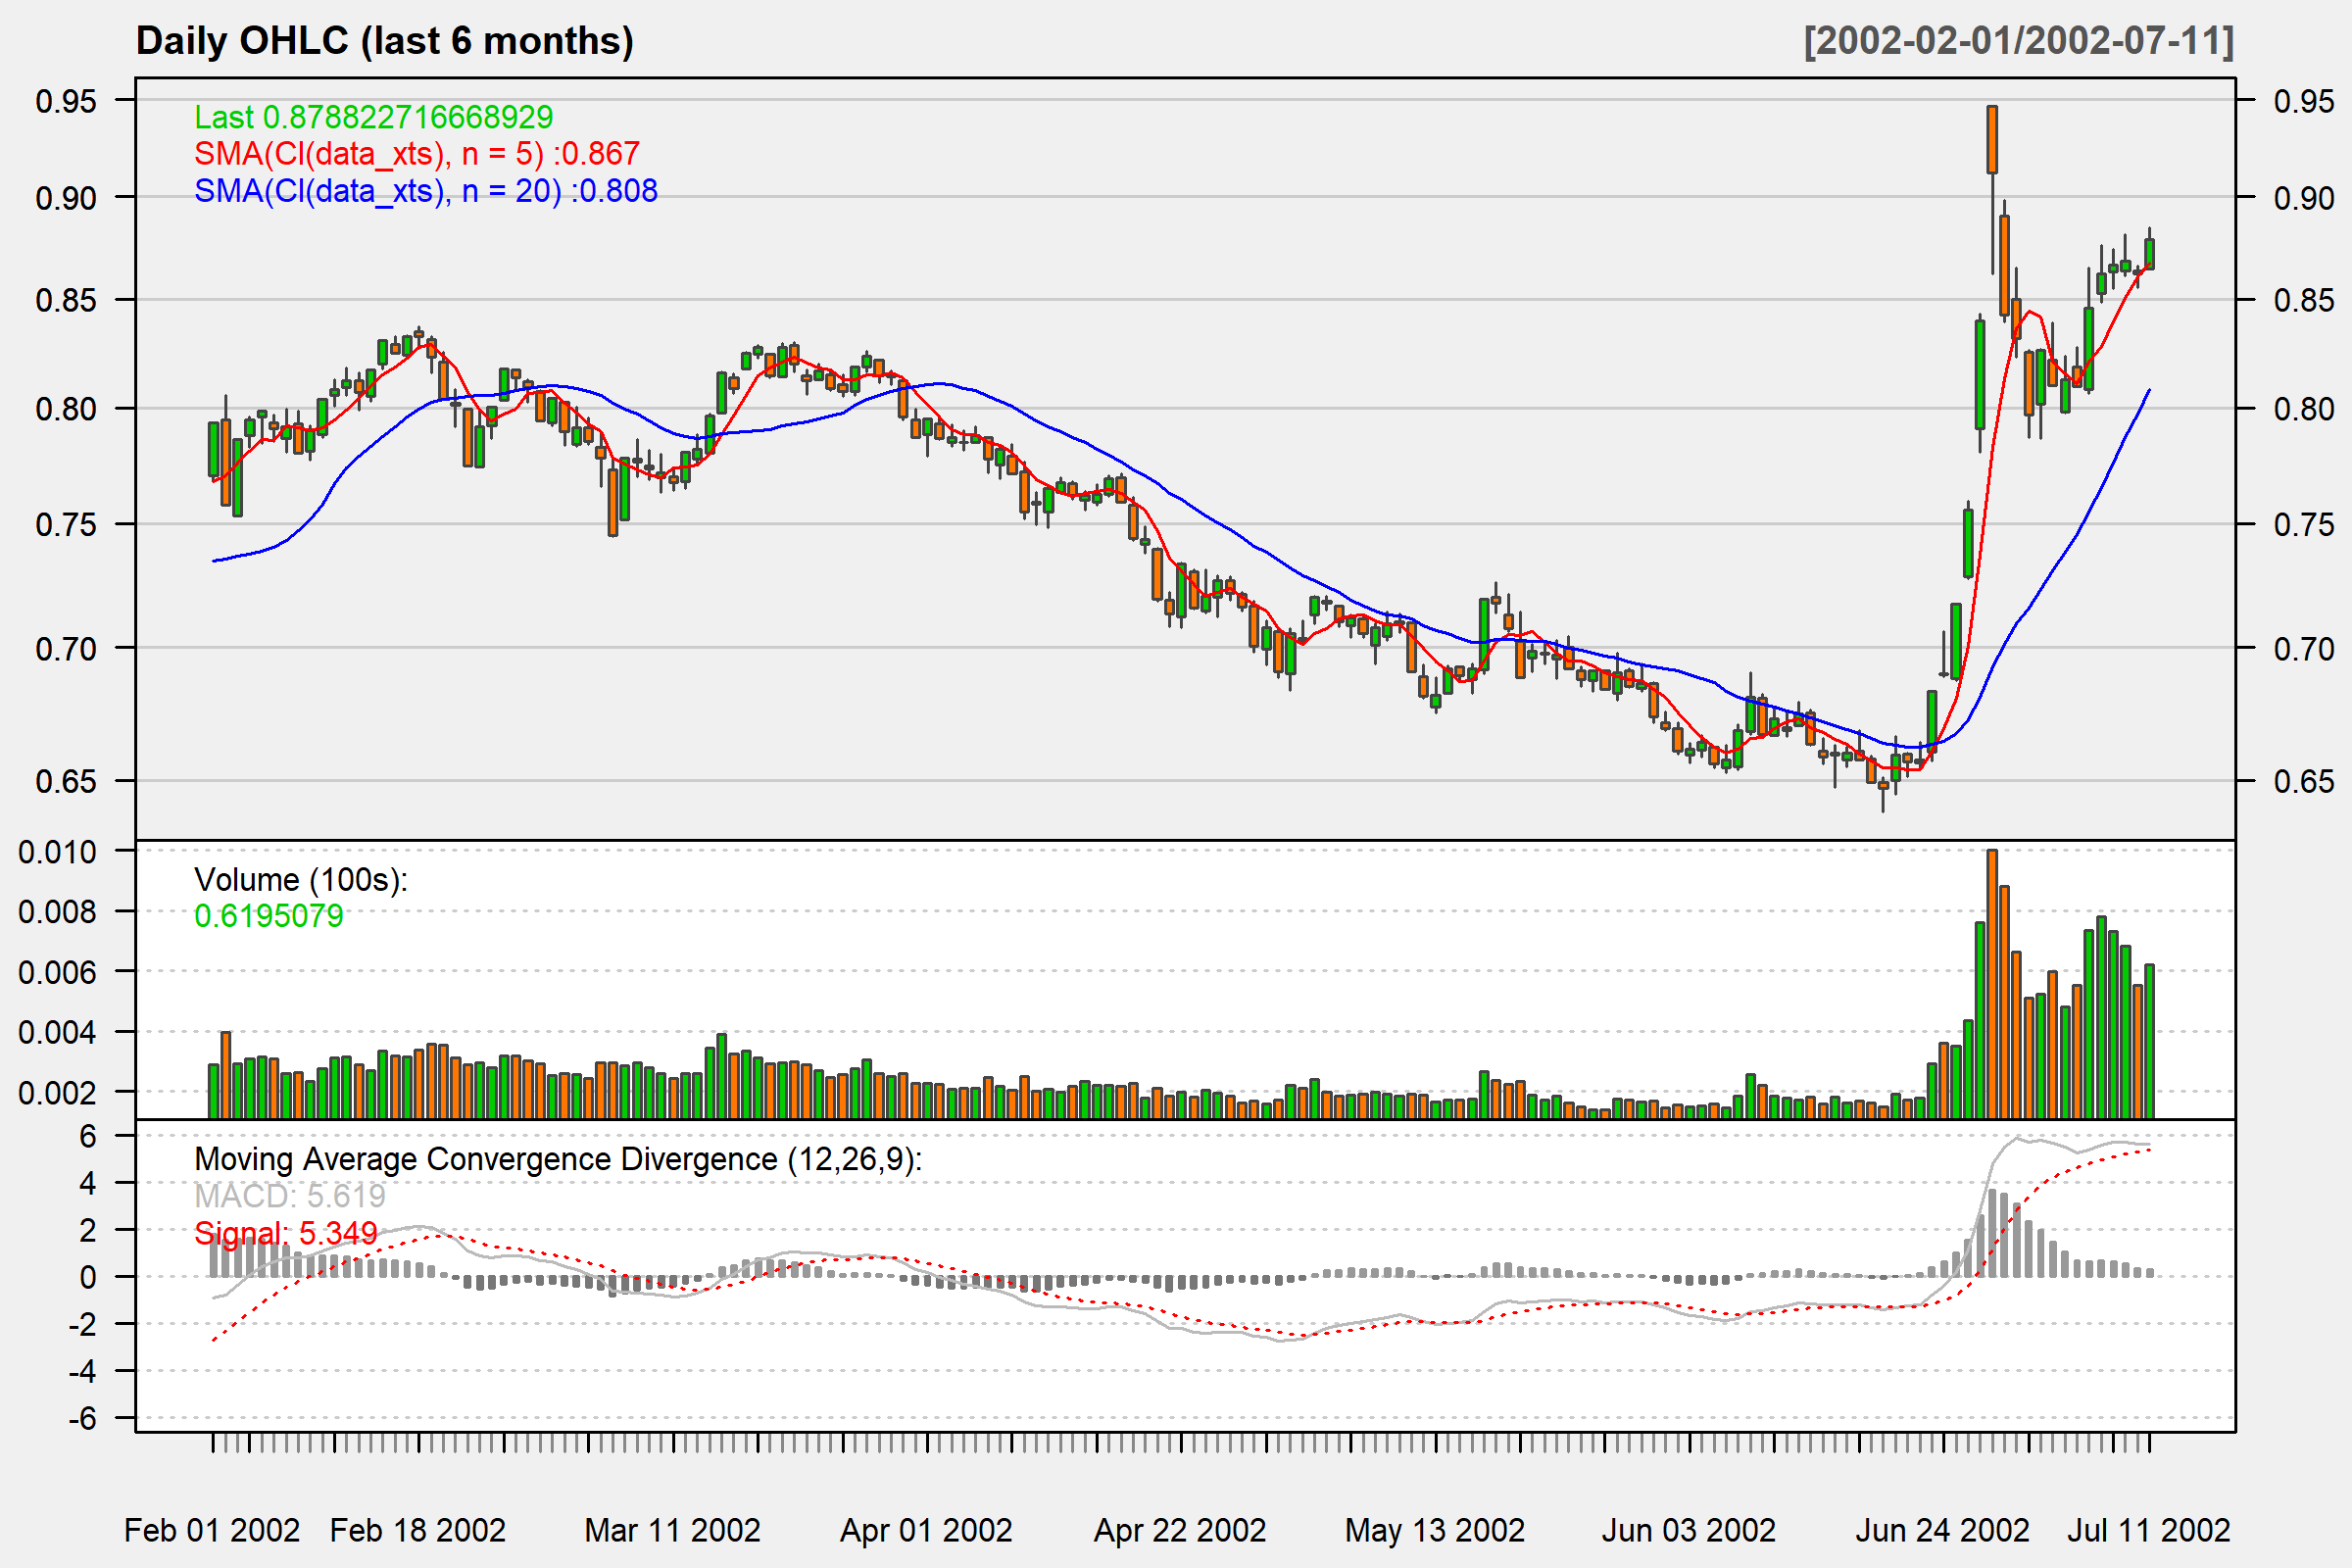 Daily OHLC (last 6 months) [2002-02-01/2002-07-11]
0.95 0.95
Last 0.878822716668929
SMA(Cl(data_xts), n = 5) :0.867
SMA(Cl(data_xts), n = 20) :0.808
0.90 0.90
0.85 0.85
0.80 0.80
0.75 0.75
0.70 0.70
0.65 0.65
0.010
Volume (100s):
0.008
0.6195079
0.006
0.004
0.002
6
Moving Average Convergence Divergence (12,26,9):
4
MACD: 5.619
2
Signal: 5.349
0
-2
-4
-6
Feb 01 2002 Feb 18 2002 Mar 11 2002 Apr 01 2002 Apr 22 2002 May 13 2002 Jun 03 2002 Jun 24 2002 Jul 11 2002